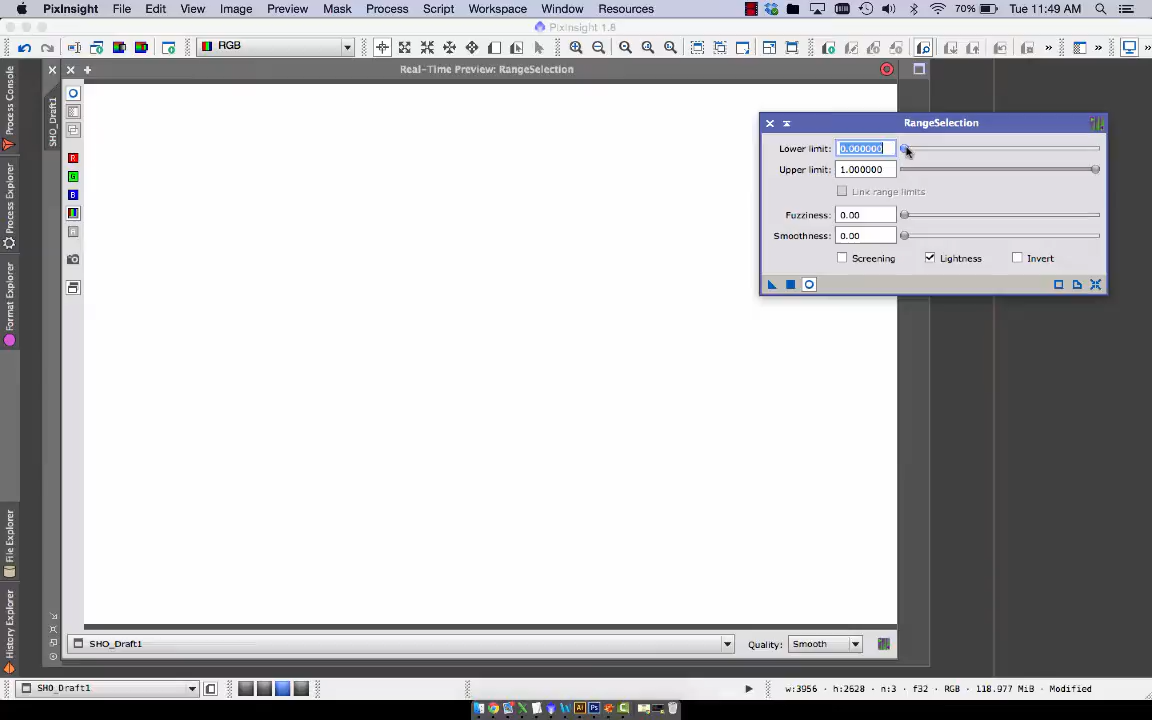 PixInsight File Edit View Image Preview Mask Process Script Workspace Window Resources 70% Tue 11:49 AM
PixInsight 1.8
RGB
Real-Time Preview: RangeSelection
Process Console
Process Explorer
Format Explorer
File Explorer
History Explorer
SHO_Draft1
R
G
B
RangeSelection
Lower limit: 0.000000
Upper limit: 1.000000
Link range limits
Fuzziness: 0.00
Smoothness: 0.00
Screening Lightness Invert
SHO_Draft1 Quality: Smooth
SHO_Draft1 w:3956 · h:2628 · n:3 · f32 · RGB · 118.977 MiB · Modified